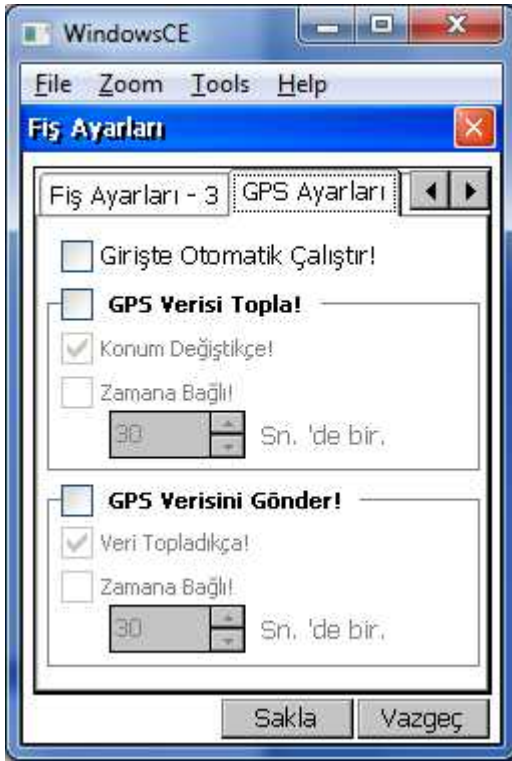 WindowsCE
File Zoom Tools Help
Fiş Ayarları
Fiş Ayarları - 3 GPS Ayarları
Girişte Otomatik Çalıştır!
GPS Verisi Topla!
Konum Değiştikçe!
Zamana Bağlı!
30 Sn. 'de bir.
GPS Verisini Gönder!
Veri Topladıkça!
Zamana Bağlı!
30 Sn. 'de bir.
Sakla Vazgeç